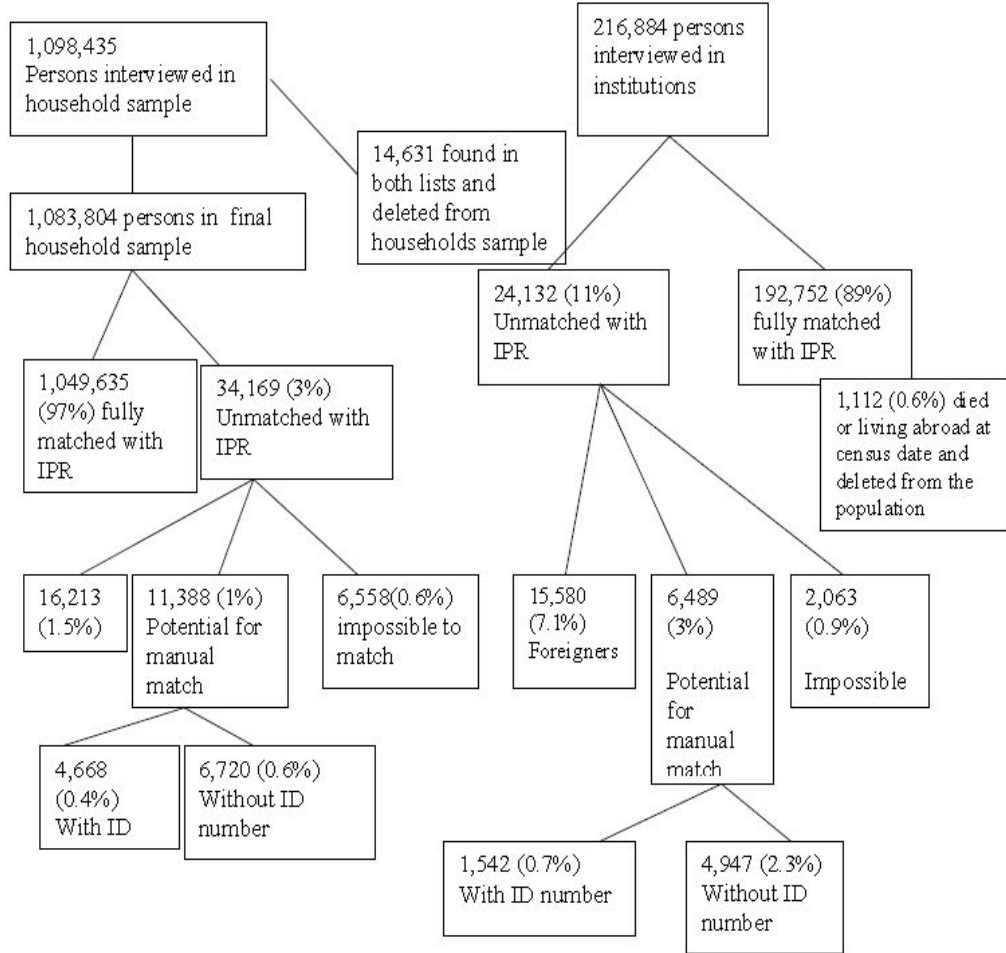 1,098,435
Persons interviewed in
household sample
216,884 persons
interviewed in
institutions
14,631 found in
both lists and
deleted from
households sample
1,083,804 persons in final
household sample
24,132 (11%)
Unmatched with
IPR
192,752 (89%)
fully matched
with IPR
1,049,635
(97%) fully
matched with
IPR
34,169 (3%)
Unmatched with
IPR
1,112 (0.6%) died
or living abroad at
census date and
deleted from the
population
16,213
(1.5%)
11,388 (1%)
Potential for
manual
match
6,558(0.6%)
impossible to
match
15,580
(7.1%)
Foreigners
6,489
(3%)
Potential
for
manual
match
2,063
(0.9%)
Impossible
4,668
(0.4%)
With ID
6,720 (0.6%)
Without ID
number
1,542 (0.7%)
With ID number
4,947 (2.3%)
Without ID
number